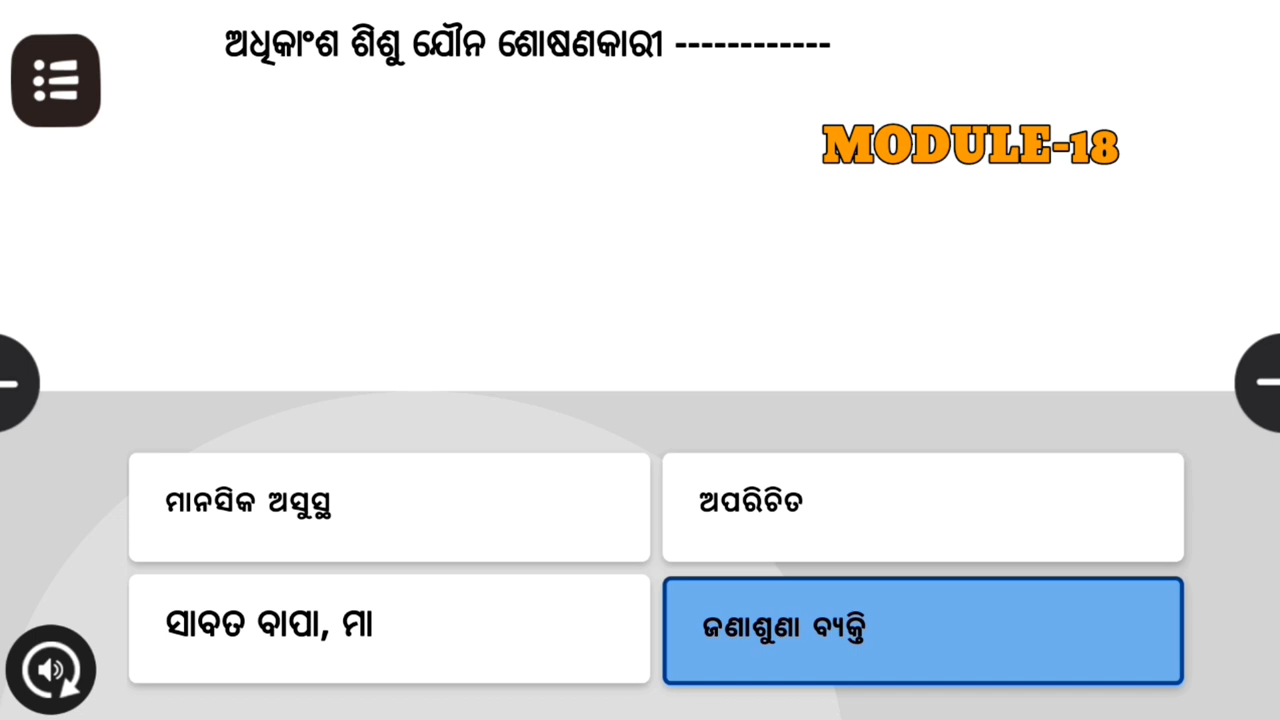 ଅଧିକାଂଶ ଶିଶୁ ଯୌନ ଶୋଷଣକାରୀ ------------
MODULE-18
ମାନସିକ ଅସୁସ୍ଥ
ଅପରିଚିତ
ସାବତ ବାପା, ମା
ଜଣାଶୁଣା ବ୍ୟକ୍ତି